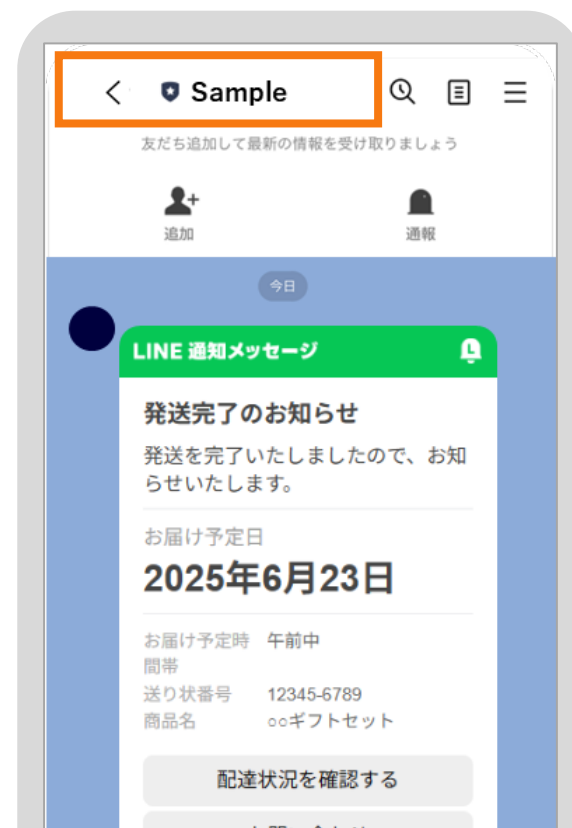 Sample
友だち追加して最新の情報を受け取りましょう
追加 通報
今日
LINE 通知メッセージ
発送完了のお知らせ
発送を完了いたしましたので、お知
らせいたします。
お届け予定日
2025年6月23日
お届け予定時 午前中
間帯
送り状番号 12345-6789
商品名 ○○ギフトセット
配達状況を確認する